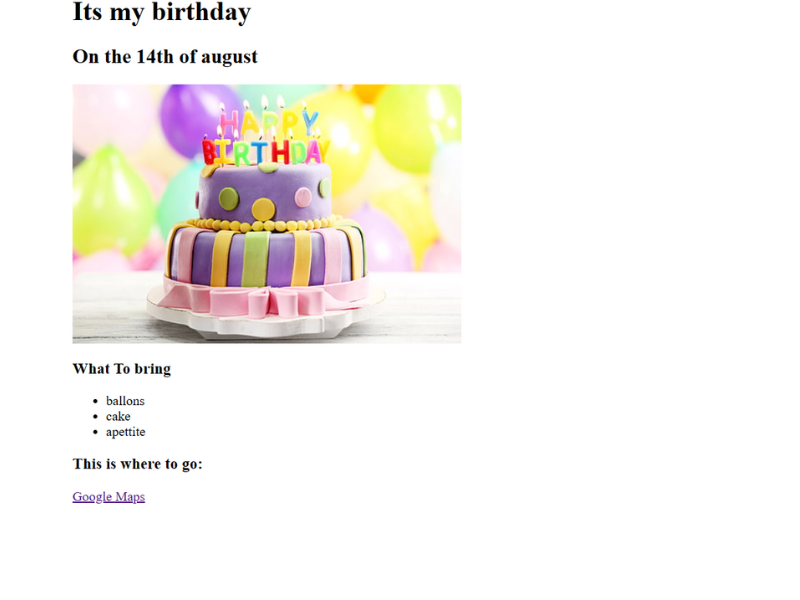 Its my birthday
On the 14th of august
HAPPY
BIRTHDAY
What To bring
ballons
cake
apettite
This is where to go:
Google Maps